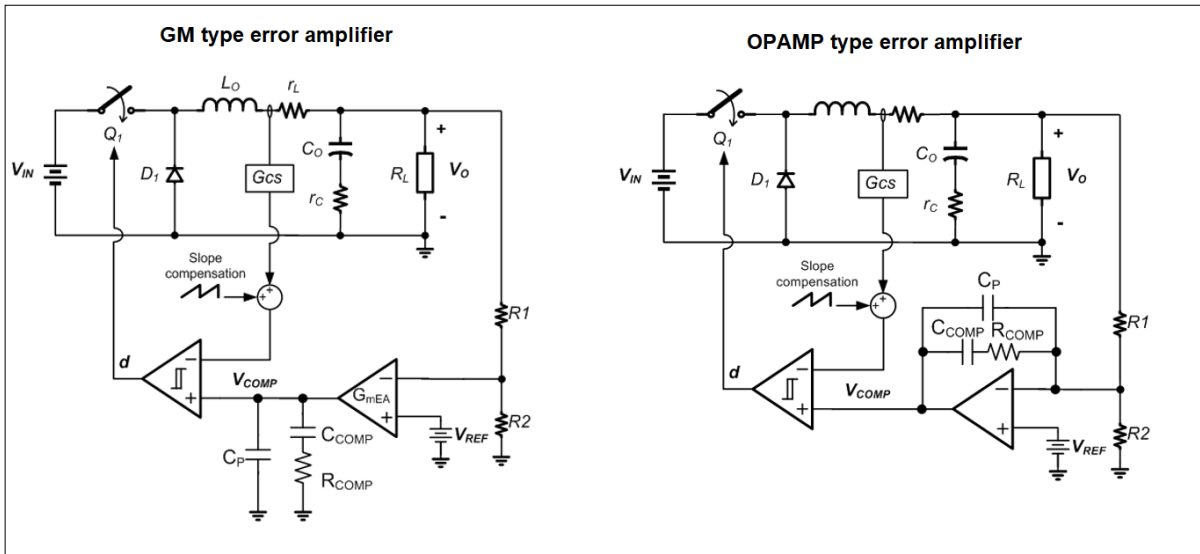 GM type error amplifier
LO
rL
Q1
VIN
D1
Gcs
CO
rC
RL
+
VO
-
Slope
compensation
+
+
R1
d
-
+
VCOMP
-
GmEA
+
R2
VREF
CP
CCOMP
RCOMP
OPAMP type error amplifier
Q1
VIN
D1
Gcs
CO
rC
RL
+
VO
-
Slope
compensation
+
+
CP
CCOMP RCOMP
R1
d
-
+
VCOMP
-
+
R2
VREF